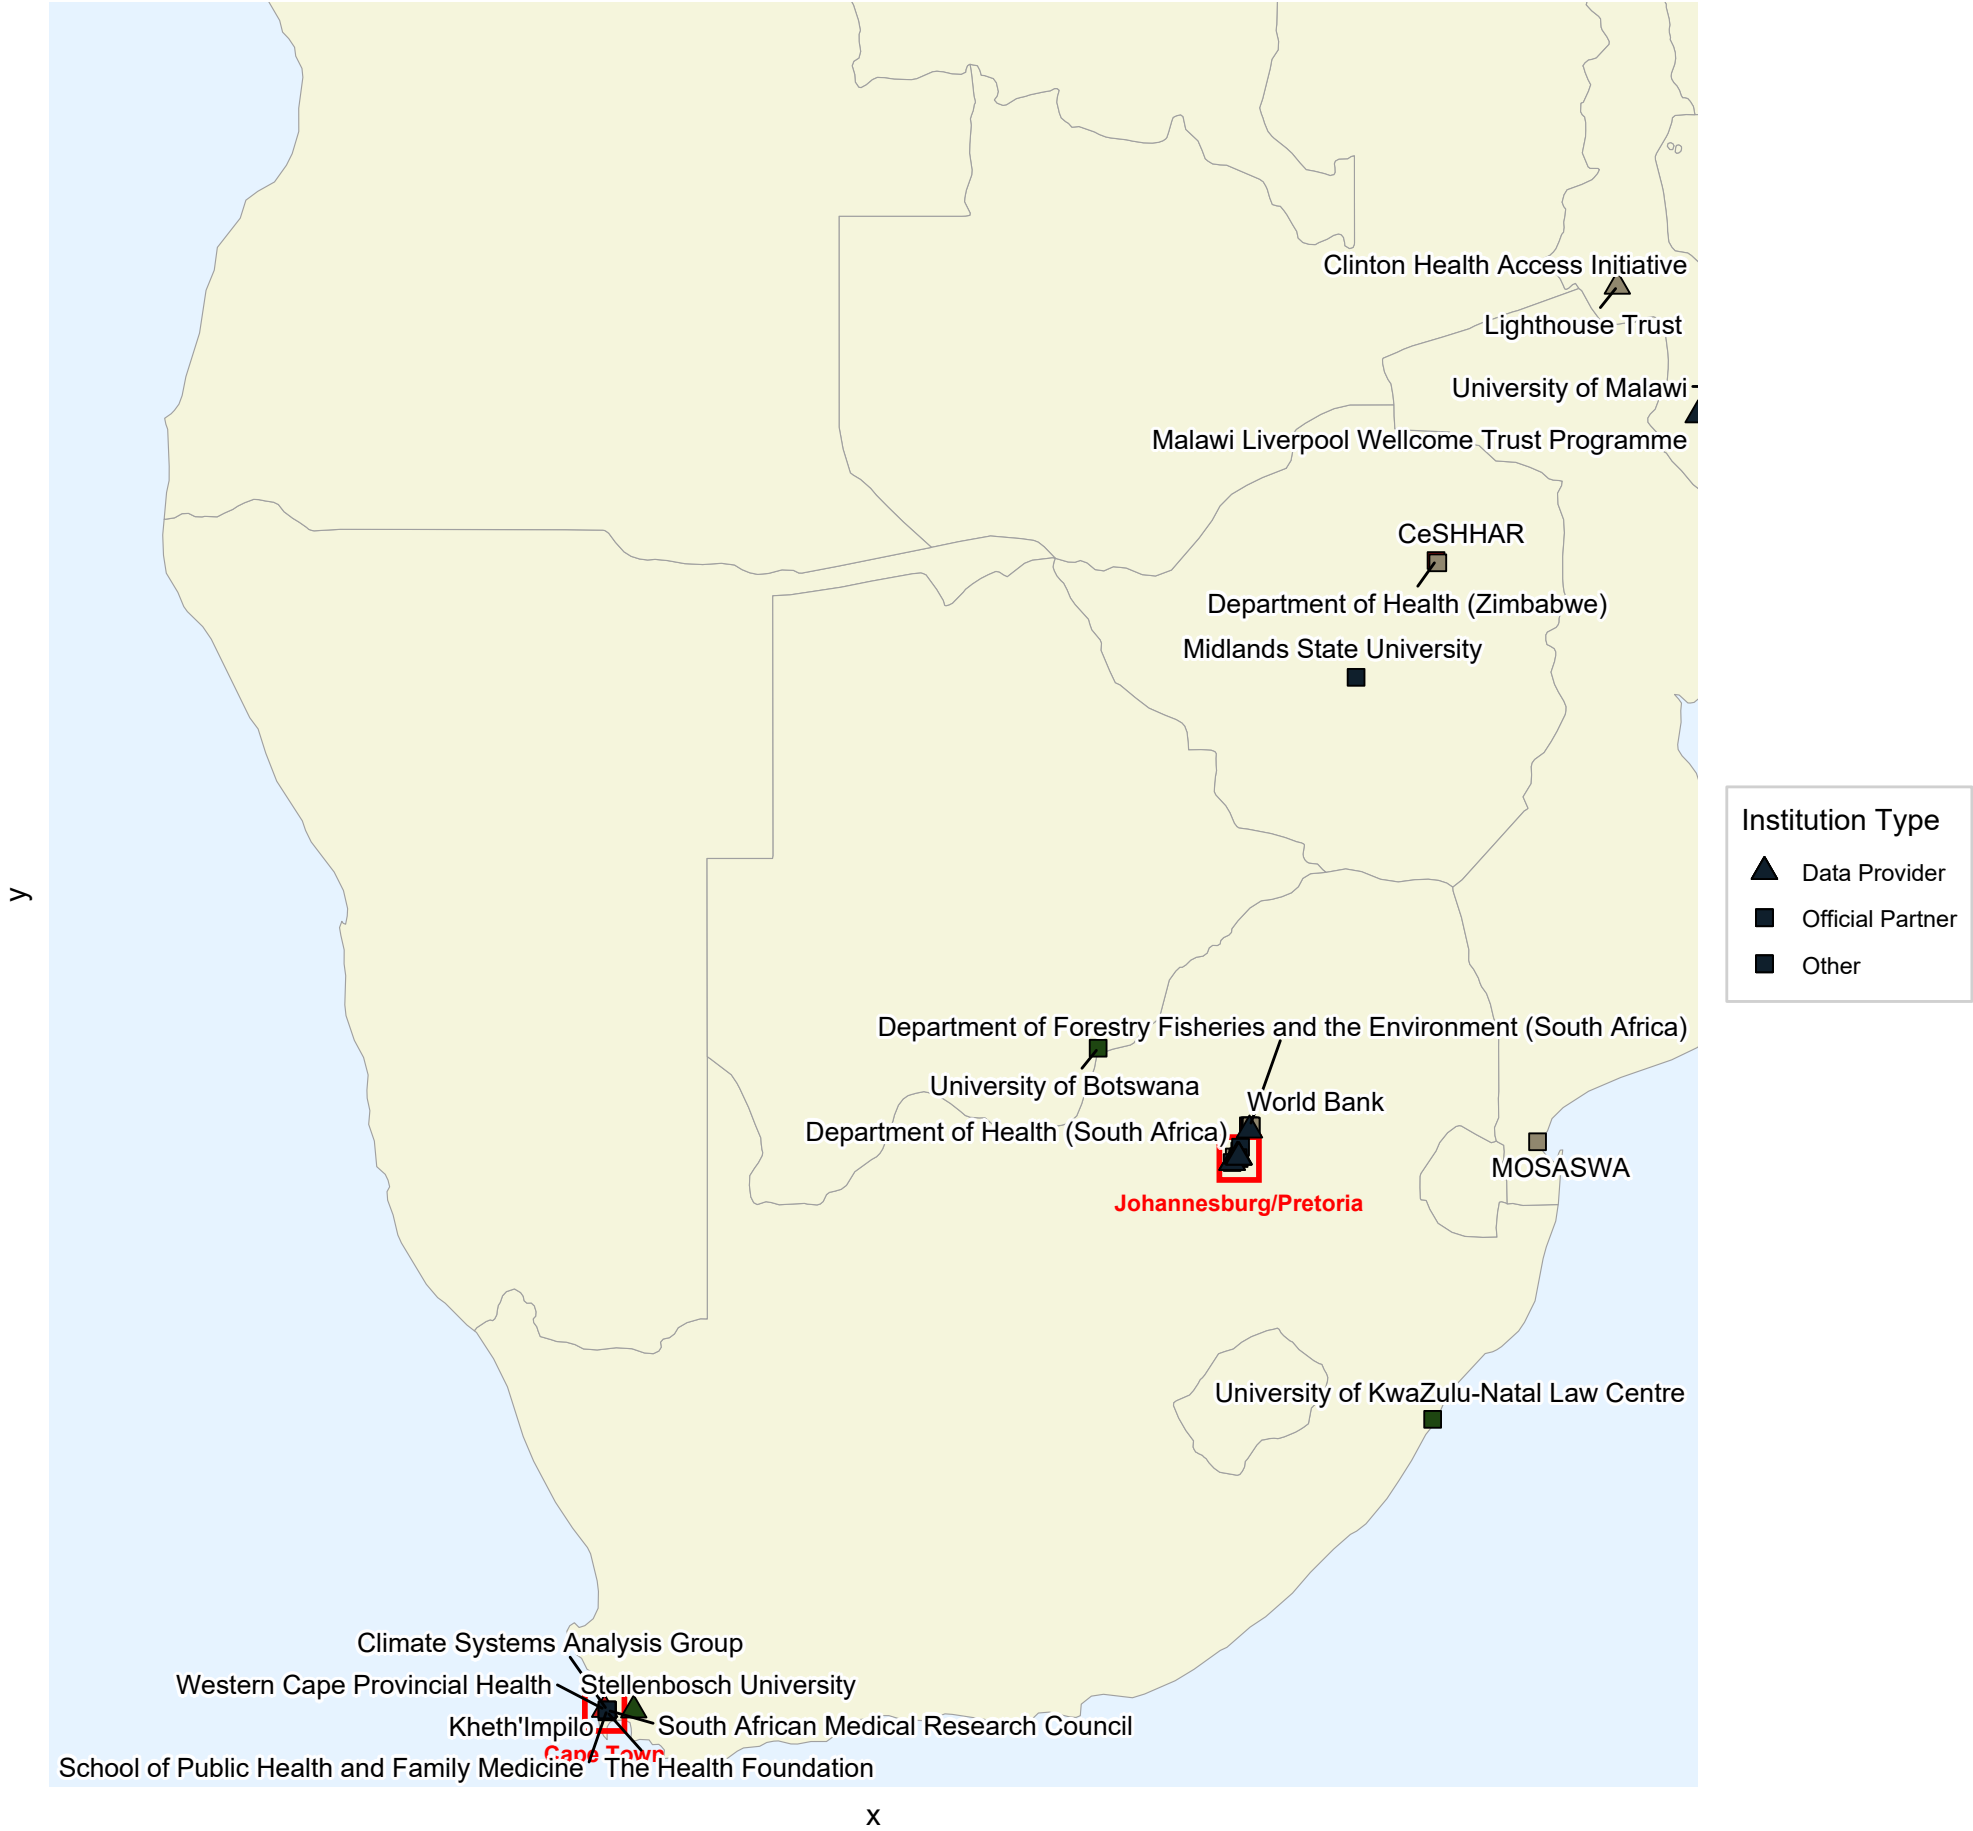 Clinton Health Access Initiative
Lighthouse Trust
University of Malawi
Malawi Liverpool Wellcome Trust Programme
CeSHHAR
Department of Health (Zimbabwe)
Midlands State University
Institution Type
Data Provider
Official Partner
Other
y
Department of Forestry Fisheries and the Environment (South Africa)
University of Botswana
World Bank
Department of Health (South Africa)
MOSASWA
Johannesburg/Pretoria
University of KwaZulu-Natal Law Centre
Climate Systems Analysis Group
Western Cape Provincial Health
Stellenbosch University
Kheth'Impilo
South African Medical Research Council
Cape Town
School of Public Health and Family Medicine
The Health Foundation
x